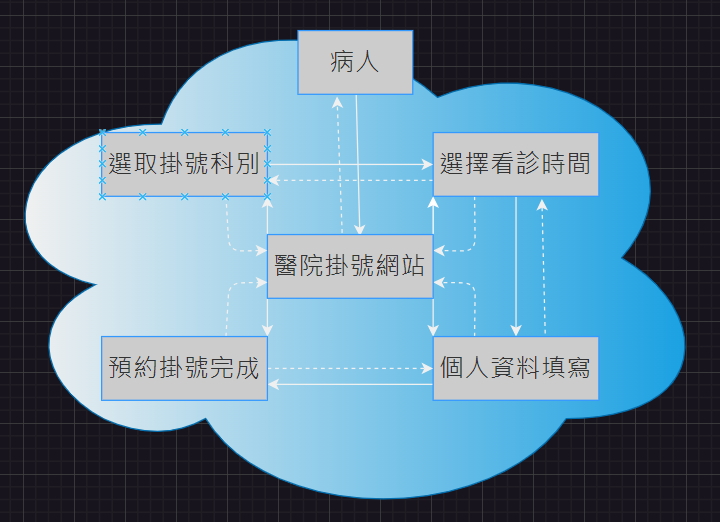 病人
選取掛號科別
選擇看診時間
醫院掛號網站
預約掛號完成
個人資料填寫